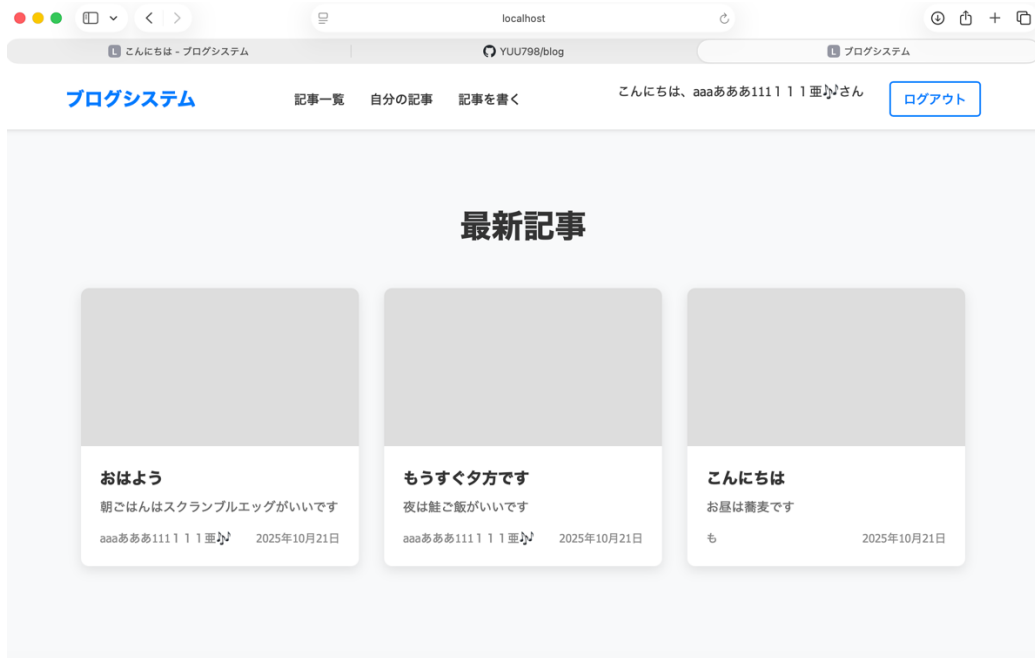 localhost
こんにちは - ブログシステム
YUU798/blog
ブログシステム
ブログシステム
記事一覧
自分の記事
記事を書く
こんにちは、aaaあああ111１１１亜🎶さん
ログアウト
最新記事
おはよう
朝ごはんはスクランブルエッグがいいです
aaaあああ111１１１亜🎶
2025年10月21日
もうすぐ夕方です
夜は鮭ご飯がいいです
aaaあああ111１１１亜🎶
2025年10月21日
こんにちは
お昼は蕎麦です
も
2025年10月21日